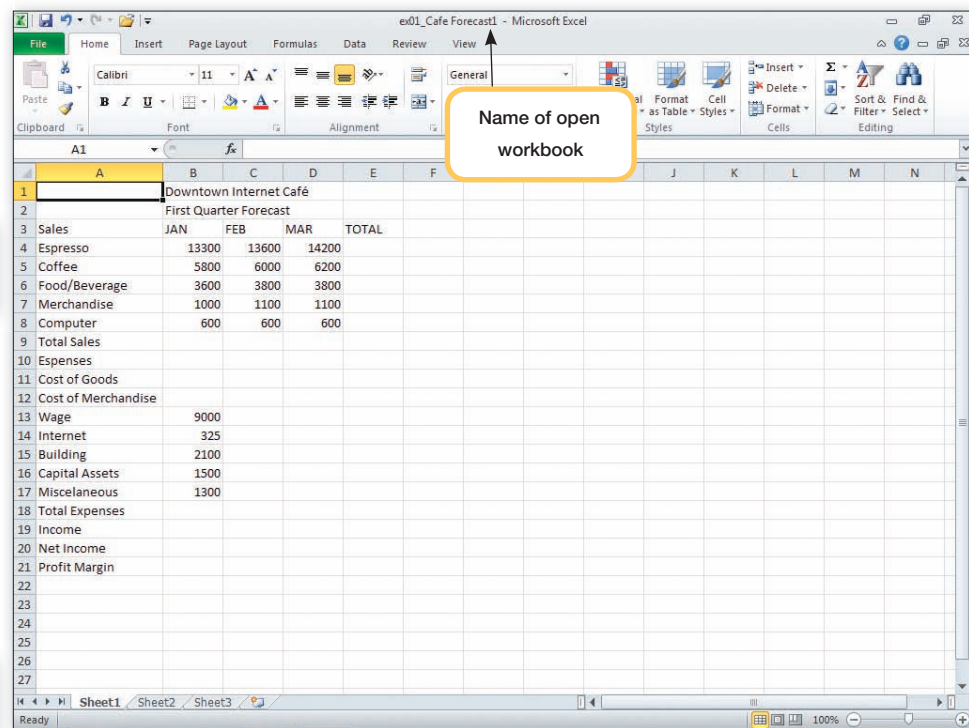 ex01_Cafe Forecast1 - Microsoft Excel
File Home Insert Page Layout Formulas Data Review View
Paste
Calibri 11 A A
General
B I U A
Format as Table
Cell Styles
Insert
Delete
Format
Σ
Sort & Filter
Find & Select
Clipboard Font Alignment Styles Cells Editing
Name of open
workbook
A1 fx
A B C D E F J K L M N
1 Downtown Internet Café
2 First Quarter Forecast
3 Sales JAN FEB MAR TOTAL
4 Espresso 13300 13600 14200
5 Coffee 5800 6000 6200
6 Food/Beverage 3600 3800 3800
7 Merchandise 1000 1100 1100
8 Computer 600 600 600
9 Total Sales
10 Espenses
11 Cost of Goods
12 Cost of Merchandise
13 Wage 9000
14 Internet 325
15 Building 2100
16 Capital Assets 1500
17 Miscelaneous 1300
18 Total Expenses
19 Income
20 Net Income
21 Profit Margin
22
23
24
25
26
27
Sheet1 Sheet2 Sheet3
Ready 100%